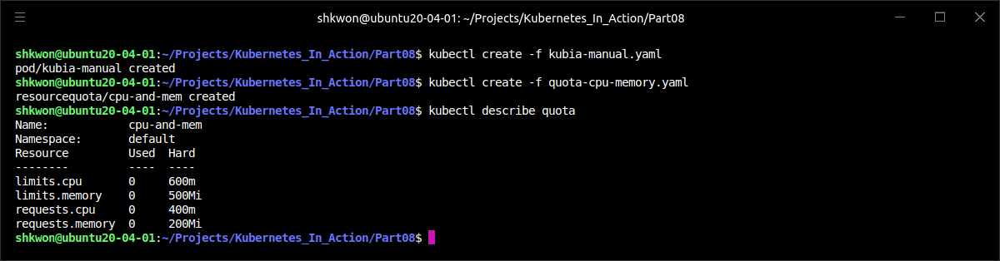 shkwon@ubuntu20-04-01: ~/Projects/Kubernetes_In_Action/Part08
shkwon@ubuntu20-04-01:~/Projects/Kubernetes_In_Action/Part08$ kubectl create -f kubia-manual.yaml
pod/kubia-manual created
shkwon@ubuntu20-04-01:~/Projects/Kubernetes_In_Action/Part08$ kubectl create -f quota-cpu-memory.yaml
resourcequota/cpu-and-mem created
shkwon@ubuntu20-04-01:~/Projects/Kubernetes_In_Action/Part08$ kubectl describe quota
Name:            cpu-and-mem
Namespace:       default
Resource         Used  Hard
--------         ----  ----
limits.cpu       0     600m
limits.memory    0     500Mi
requests.cpu     0     400m
requests.memory  0     200Mi
shkwon@ubuntu20-04-01:~/Projects/Kubernetes_In_Action/Part08$